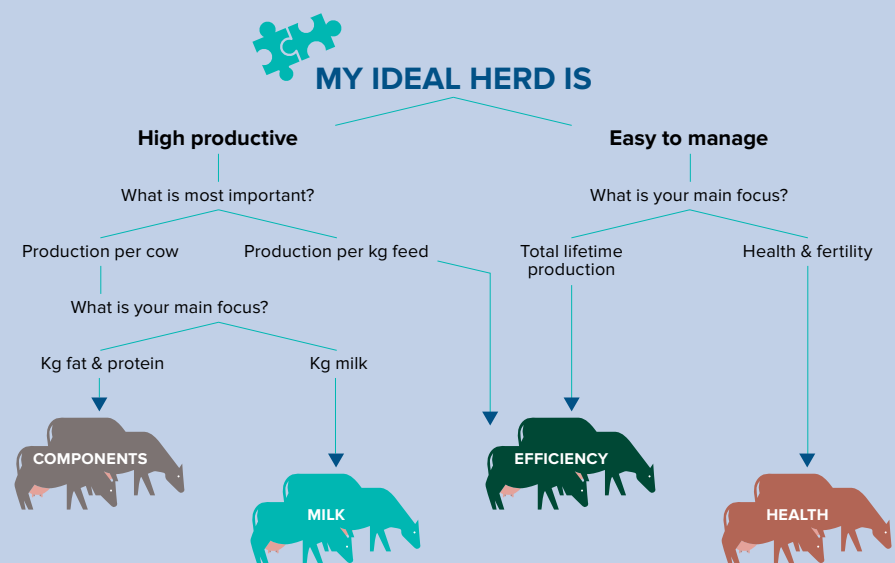 MY IDEAL HERD IS
High productive
Easy to manage
What is most important?
What is your main focus?
Production per cow
Production per kg feed
Total lifetime
production
Health & fertility
What is your main focus?
Kg fat & protein
Kg milk
COMPONENTS
EFFICIENCY
MILK
HEALTH